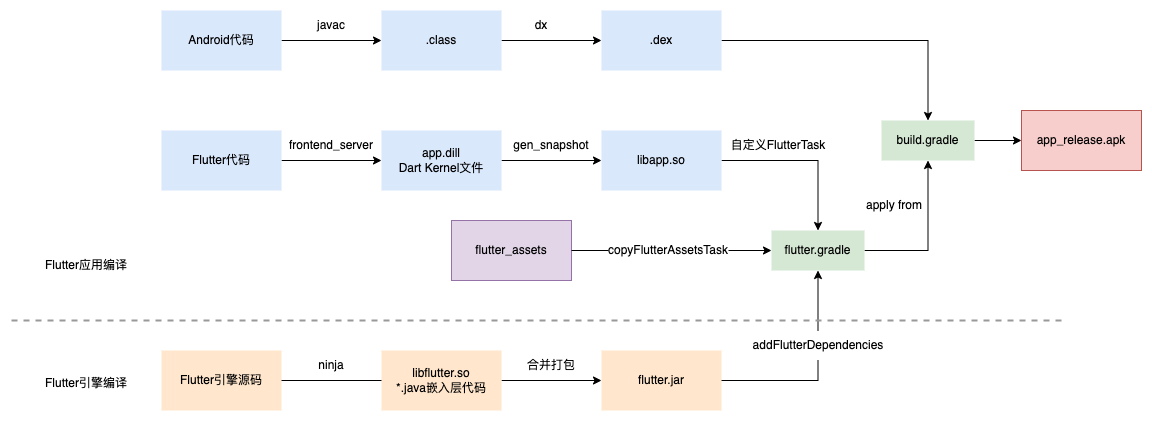 Android代码
javac
.class
dx
.dex
Flutter代码
frontend_server
app.dill
Dart Kernel文件
gen_snapshot
libapp.so
自定义FlutterTask
build.gradle
app_release.apk
apply from
flutter_assets
copyFlutterAssetsTask
flutter.gradle
Flutter应用编译
addFlutterDependencies
Flutter引擎编译
Flutter引擎源码
ninja
libflutter.so
*.java嵌入层代码
合并打包
flutter.jar